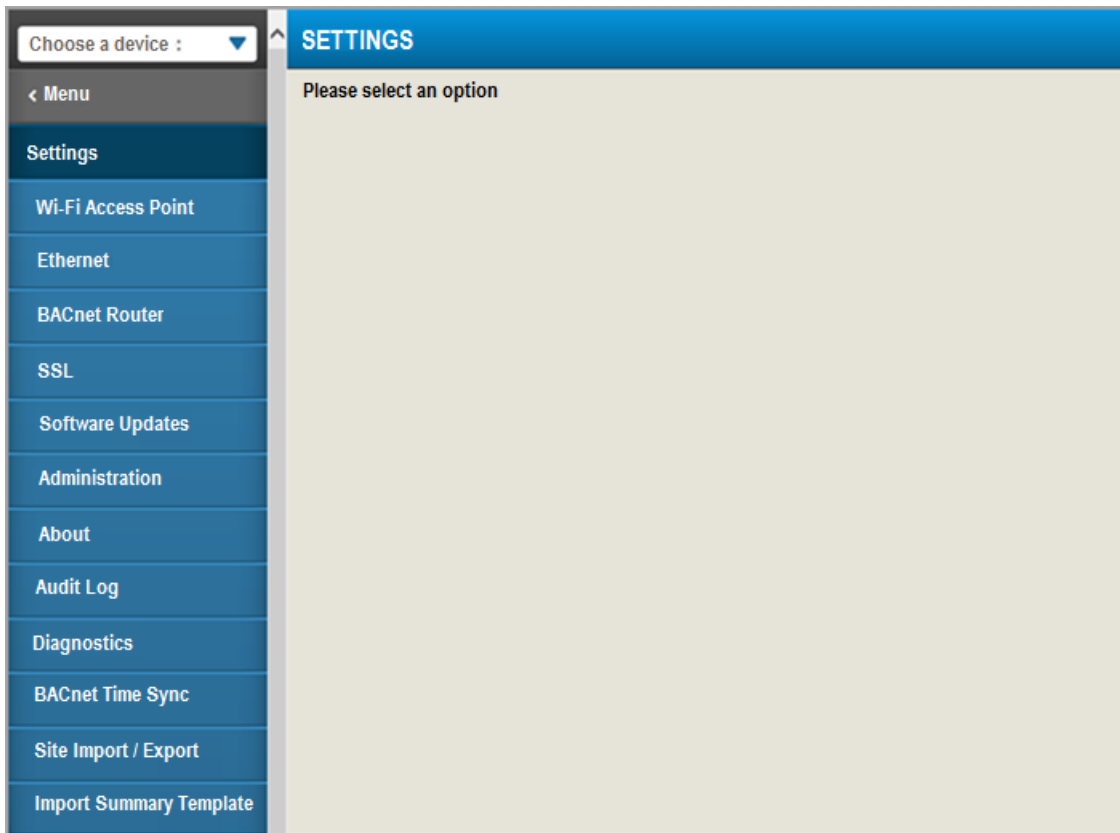 Choose a device :
SETTINGS
< Menu
Please select an option
Settings
Wi-Fi Access Point
Ethernet
BACnet Router
SSL
Software Updates
Administration
About
Audit Log
Diagnostics
BACnet Time Sync
Site Import / Export
Import Summary Template